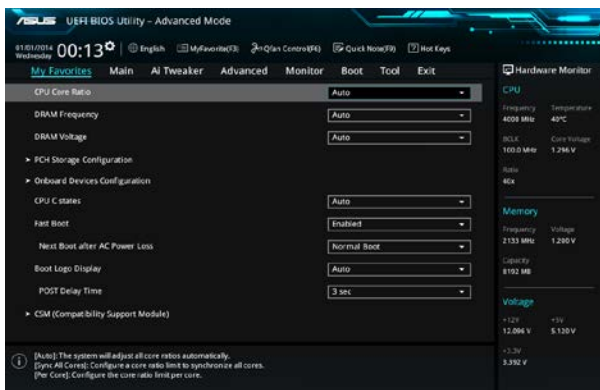 ASUS UEFI BIOS Utility – Advanced Mode
01/01/2014 Wednesday 00:13 English MyFavorite(F3) Qfan Control(F6) Quick Note(F9) Hot Keys
My Favorites Main Ai Tweaker Advanced Monitor Boot Tool Exit
CPU Core Ratio Auto
DRAM Frequency Auto
DRAM Voltage Auto
PCH Storage Configuration
Onboard Devices Configuration
CPU C states Auto
Fast Boot Enabled
Next Boot after AC Power Loss Normal Boot
Boot Logo Display Auto
POST Delay Time 3 sec
CSM (Compatibility Support Module)
[Auto]: The system will adjust all core ratios automatically.
[Sync All Cores]: Configure a core ratio limit to synchronize all cores.
[Per Core]: Configure the core ratio limit per core.
Hardware Monitor
CPU
Frequency Temperature
4000 MHz 40°C
BCLK Core Voltage
100.0 MHz 1.296 V
Ratio
40x
Memory
Frequency Voltage
2133 MHz 1.200 V
Capacity
8192 MB
Voltage
+12V +5V
12.096 V 5.120 V
+3.3V
3.392 V